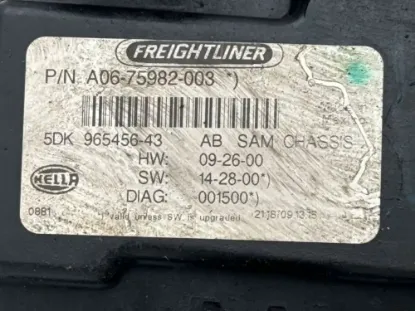 FREIGHTLINER
P/N A06-75982-003 *)
5DK 965456-43 AB SAM CHASSIS
HW: 09-26-00
HELLA SW: 14-28-00*)
DIAG: 001500*)
0881 *) valid unless SW is upgraded.